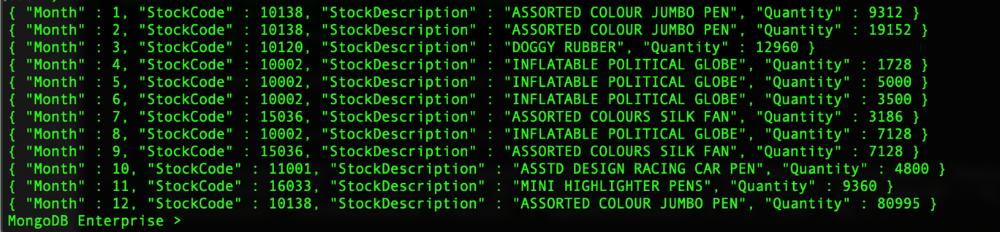 { "Month" : 1, "StockCode" : 10138, "StockDescription" : "ASSORTED COLOUR JUMBO PEN", "Quantity" : 9312 }
{ "Month" : 2, "StockCode" : 10138, "StockDescription" : "ASSORTED COLOUR JUMBO PEN", "Quantity" : 19152 }
{ "Month" : 3, "StockCode" : 10120, "StockDescription" : "DOGGY RUBBER", "Quantity" : 12960 }
{ "Month" : 4, "StockCode" : 10002, "StockDescription" : "INFLATABLE POLITICAL GLOBE", "Quantity" : 1728 }
{ "Month" : 5, "StockCode" : 10002, "StockDescription" : "INFLATABLE POLITICAL GLOBE", "Quantity" : 5000 }
{ "Month" : 6, "StockCode" : 10002, "StockDescription" : "INFLATABLE POLITICAL GLOBE", "Quantity" : 3500 }
{ "Month" : 7, "StockCode" : 15036, "StockDescription" : "ASSORTED COLOURS SILK FAN", "Quantity" : 3186 }
{ "Month" : 8, "StockCode" : 10002, "StockDescription" : "INFLATABLE POLITICAL GLOBE", "Quantity" : 7128 }
{ "Month" : 9, "StockCode" : 15036, "StockDescription" : "ASSORTED COLOURS SILK FAN", "Quantity" : 7128 }
{ "Month" : 10, "StockCode" : 11001, "StockDescription" : "ASSTD DESIGN RACING CAR PEN", "Quantity" : 4800 }
{ "Month" : 11, "StockCode" : 16033, "StockDescription" : "MINI HIGHLIGHTER PENS", "Quantity" : 9360 }
{ "Month" : 12, "StockCode" : 10138, "StockDescription" : "ASSORTED COLOUR JUMBO PEN", "Quantity" : 80995 }
MongoDB Enterprise >